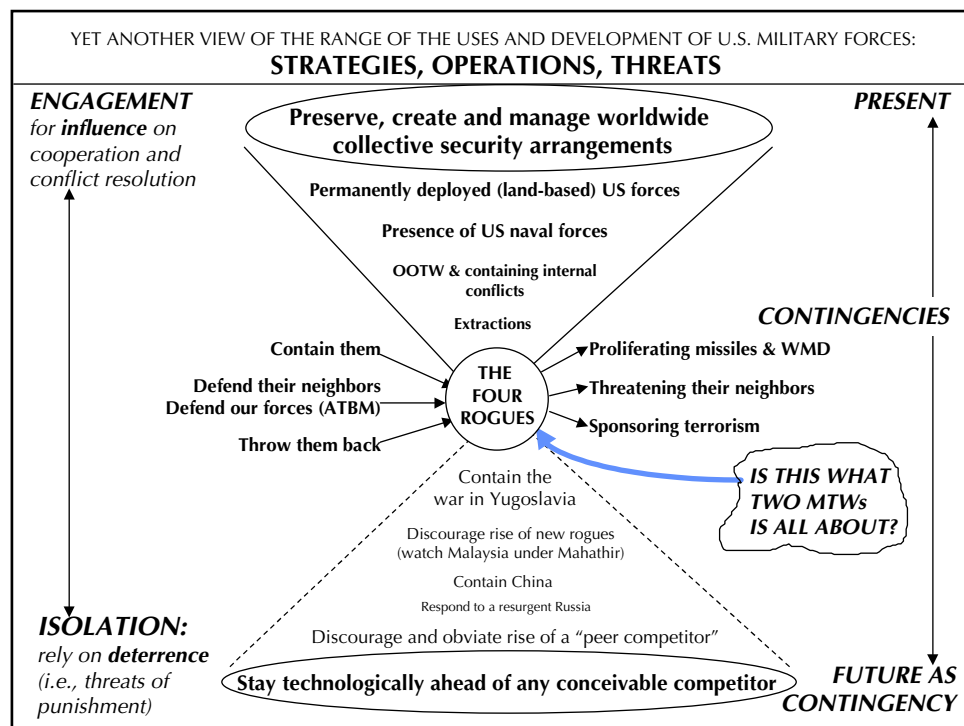 YET ANOTHER VIEW OF THE RANGE OF THE USES AND DEVELOPMENT OF U.S. MILITARY FORCES:
STRATEGIES, OPERATIONS, THREATS
ENGAGEMENT
for influence on
cooperation and
conflict resolution
Preserve, create and manage worldwide
collective security arrangements
PRESENT
Permanently deployed (land-based) US forces
Presence of US naval forces
OOTW & containing internal
conflicts
Extractions
CONTINGENCIES
Contain them
Defend their neighbors
Defend our forces (ATBM)
Throw them back
THE
FOUR
ROGUES
Proliferating missiles & WMD
Threatening their neighbors
Sponsoring terrorism
IS THIS WHAT
TWO MTWs
IS ALL ABOUT?
Contain the
war in Yugoslavia
Discourage rise of new rogues
(watch Malaysia under Mahathir)
Contain China
Respond to a resurgent Russia
Discourage and obviate rise of a “peer competitor”
Stay technologically ahead of any conceivable competitor
ISOLATION:
rely on deterrence
(i.e., threats of
punishment)
FUTURE AS
CONTINGENCY